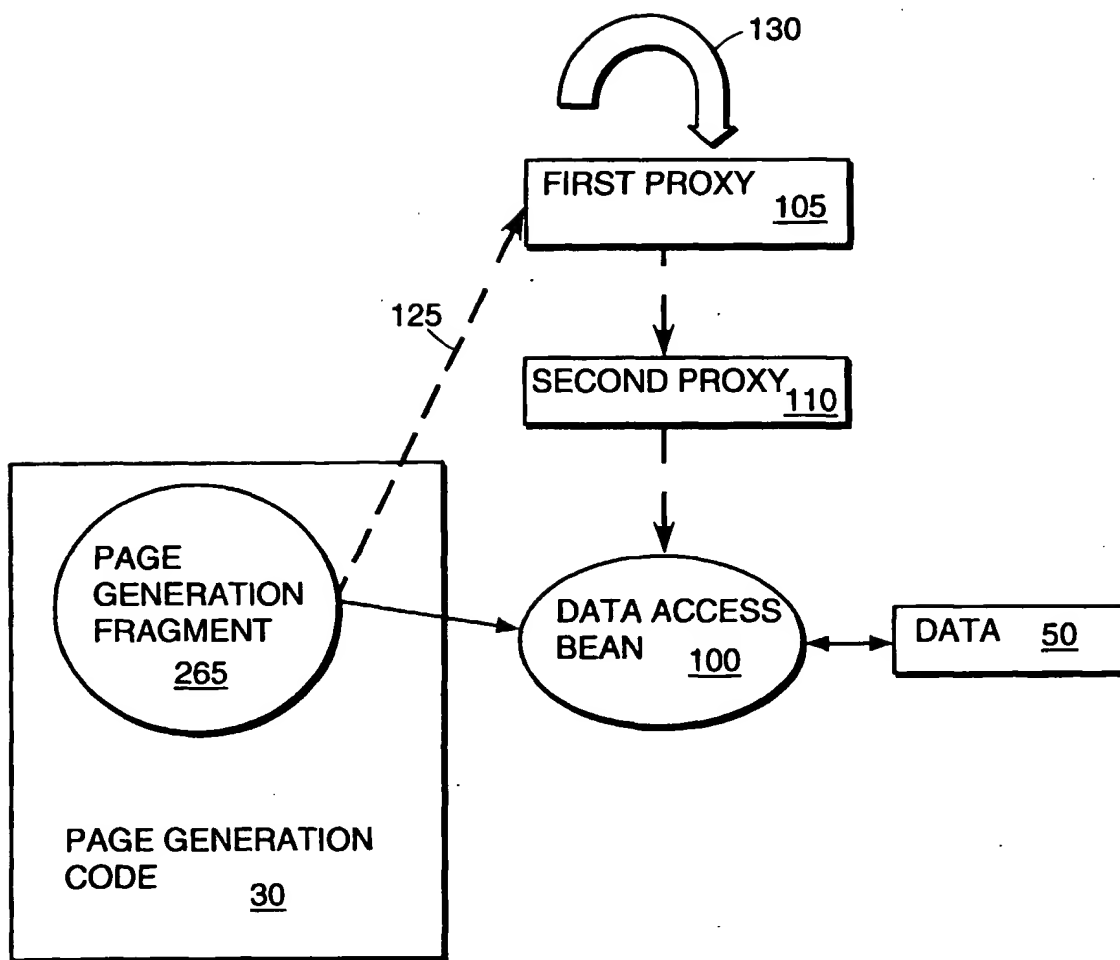 130
FIRST PROXY
105
125
SECOND PROXY
110
PAGE
GENERATION
FRAGMENT
265
DATA ACCESS
BEAN
100
DATA
50
PAGE GENERATION
CODE
30